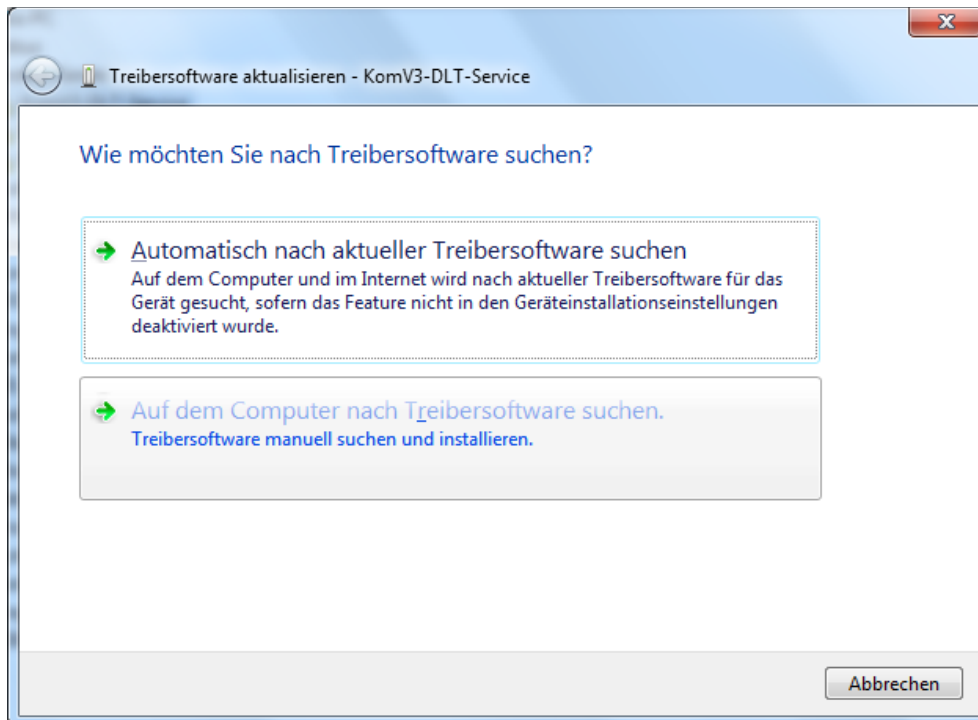 Treibersoftware aktualisieren - KomV3-DLT-Service
Wie möchten Sie nach Treibersoftware suchen?
Automatisch nach aktueller Treibersoftware suchen
Auf dem Computer und im Internet wird nach aktueller Treibersoftware für das
Gerät gesucht, sofern das Feature nicht in den Geräteinstallationseinstellungen
deaktiviert wurde.
Auf dem Computer nach Treibersoftware suchen.
Treibersoftware manuell suchen und installieren.
Abbrechen